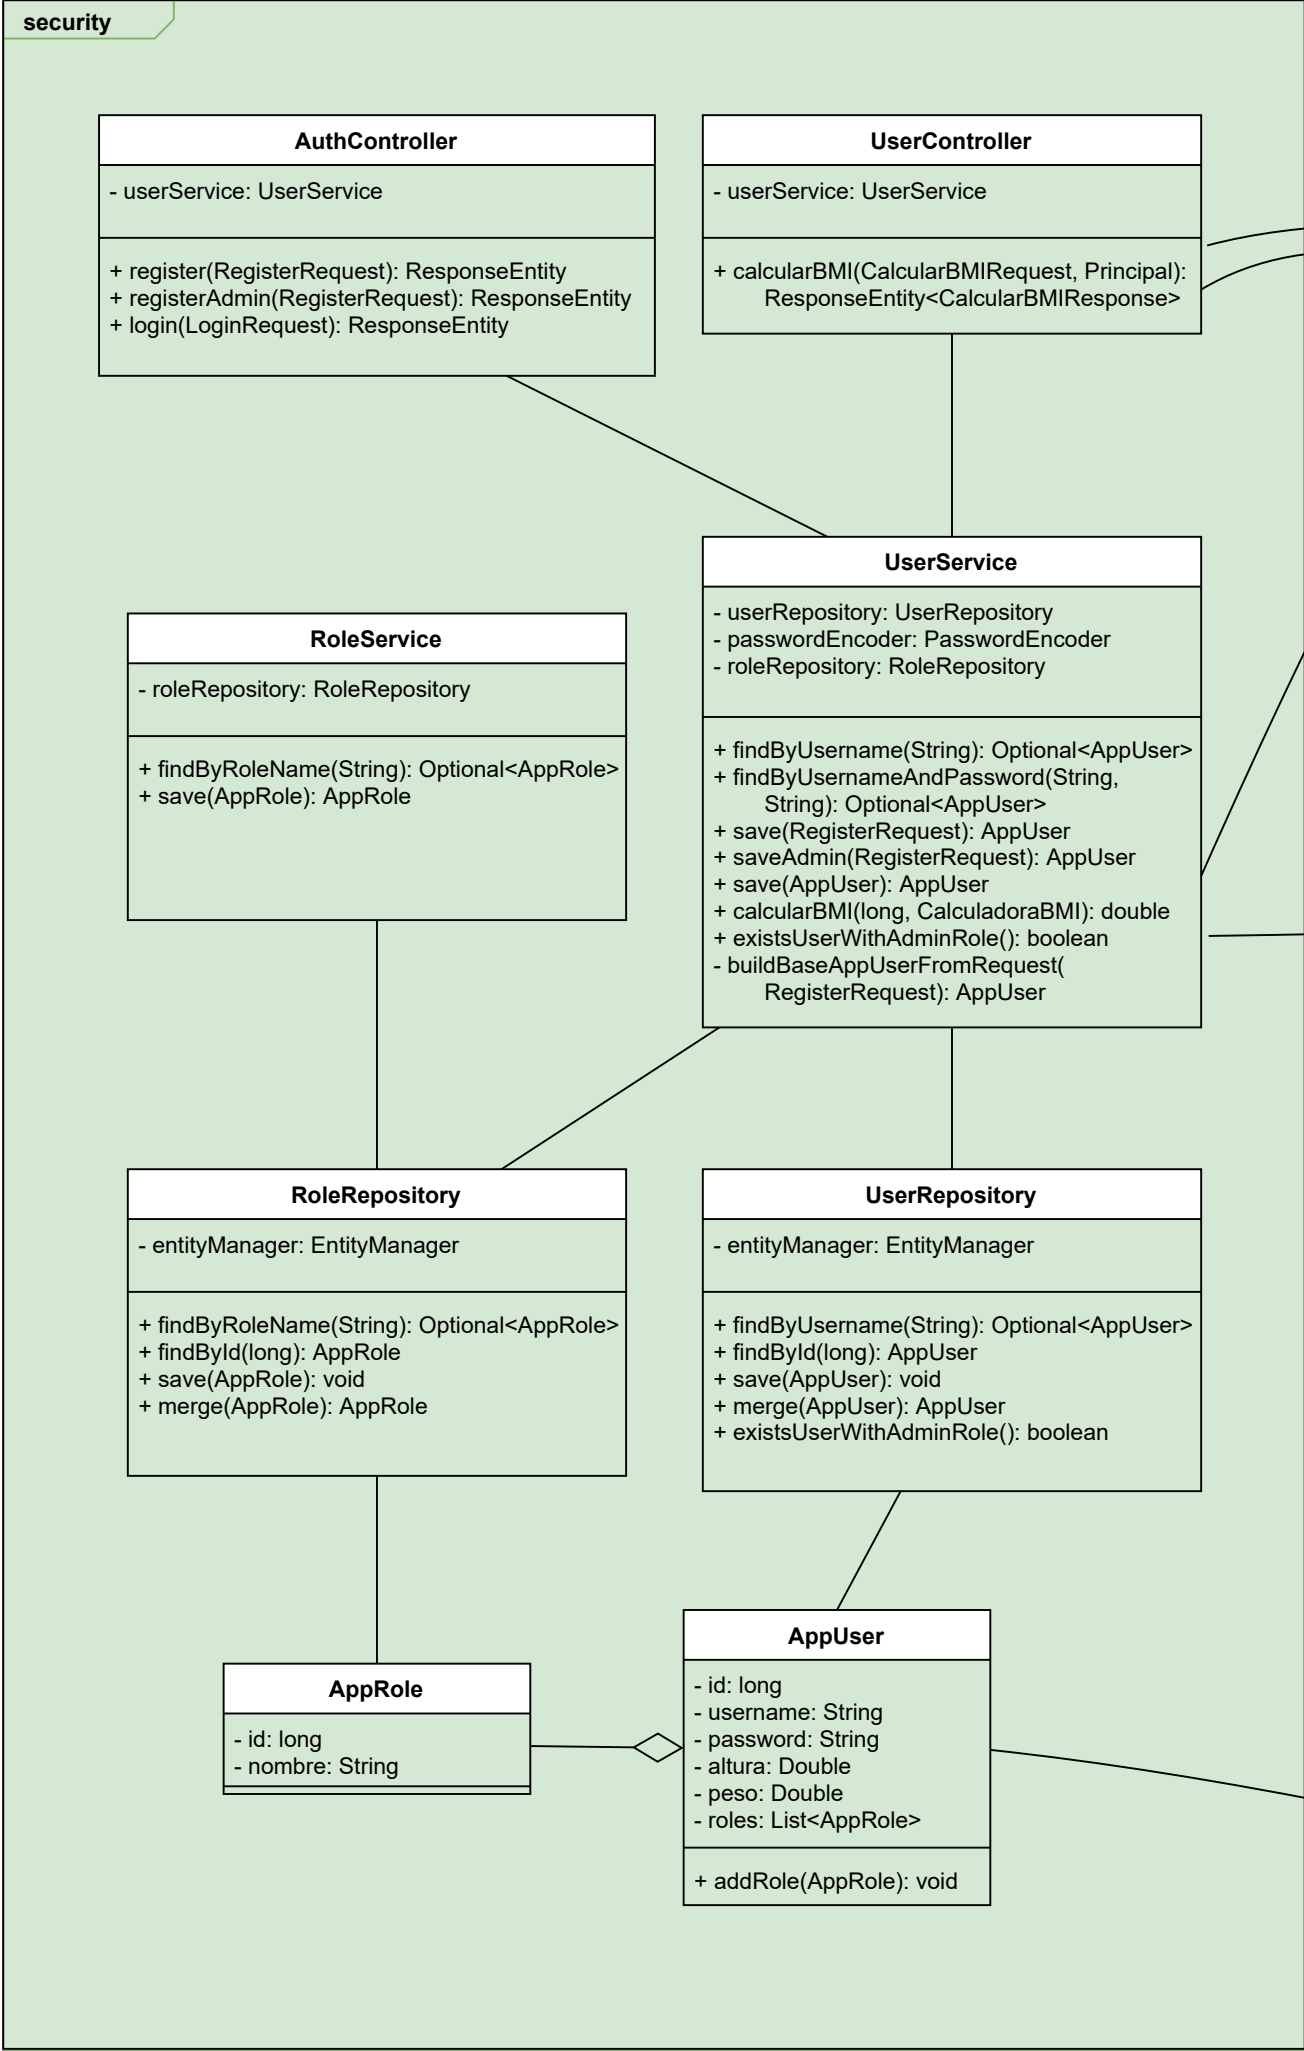 security
AuthController
- userService: UserService
+ register(RegisterRequest): ResponseEntity
+ registerAdmin(RegisterRequest): ResponseEntity
+ login(LoginRequest): ResponseEntity
UserController
- userService: UserService
+ calcularBMI(CalcularBMIRequest, Principal):
ResponseEntity<CalcularBMIResponse>
UserService
- userRepository: UserRepository
- passwordEncoder: PasswordEncoder
- roleRepository: RoleRepository
+ findByUsername(String): Optional<AppUser>
+ findByUsernameAndPassword(String,
String): Optional<AppUser>
+ save(RegisterRequest): AppUser
+ saveAdmin(RegisterRequest): AppUser
+ save(AppUser): AppUser
+ calcularBMI(long, CalculadoraBMI): double
+ existsUserWithAdminRole(): boolean
- buildBaseAppUserFromRequest(
RegisterRequest): AppUser
RoleService
- roleRepository: RoleRepository
+ findByRoleName(String): Optional<AppRole>
+ save(AppRole): AppRole
RoleRepository
- entityManager: EntityManager
+ findByRoleName(String): Optional<AppRole>
+ findById(long): AppRole
+ save(AppRole): void
+ merge(AppRole): AppRole
UserRepository
- entityManager: EntityManager
+ findByUsername(String): Optional<AppUser>
+ findById(long): AppUser
+ save(AppUser): void
+ merge(AppUser): AppUser
+ existsUserWithAdminRole(): boolean
AppRole
- id: long
- nombre: String
AppUser
- id: long
- username: String
- password: String
- altura: Double
- peso: Double
- roles: List<AppRole>
+ addRole(AppRole): void